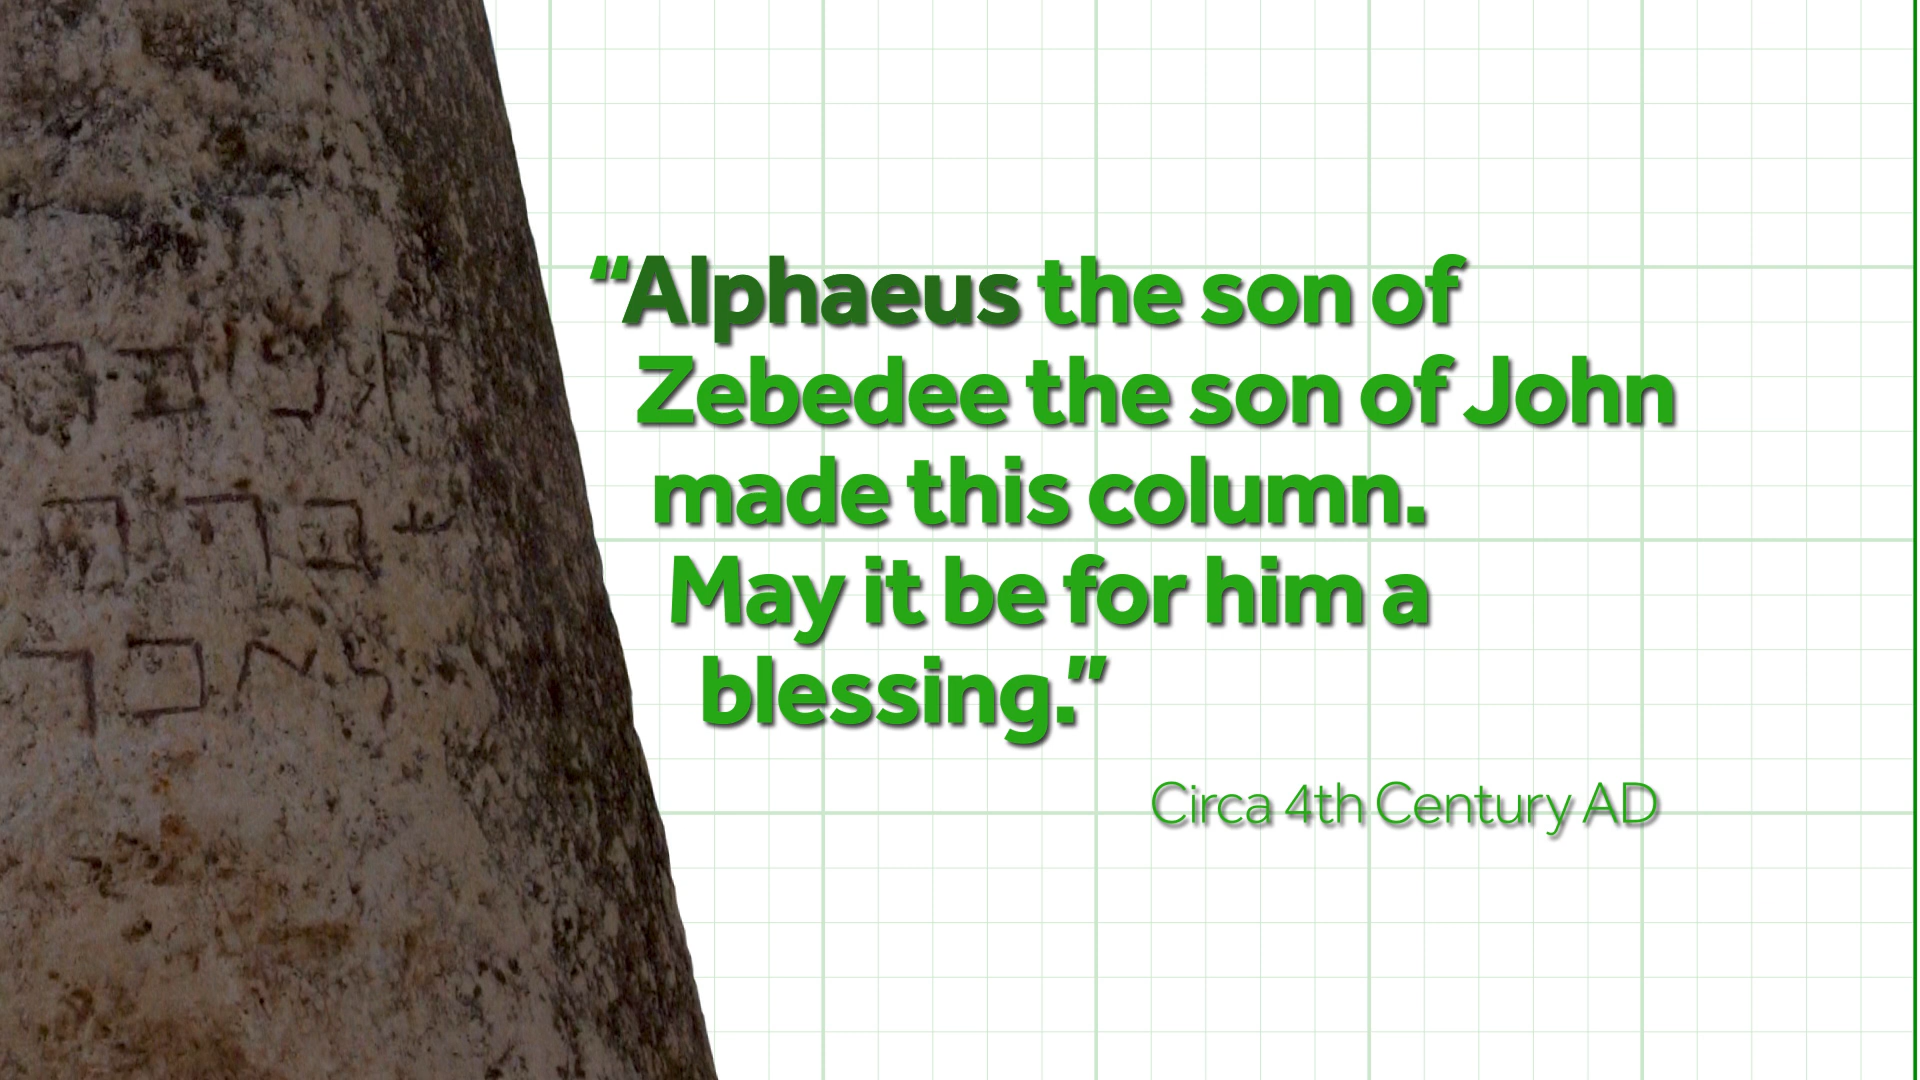 “Alphaeus the son of
Zebedee the son of John
made this column.
May it be for him a
blessing.”
Circa 4th Century AD